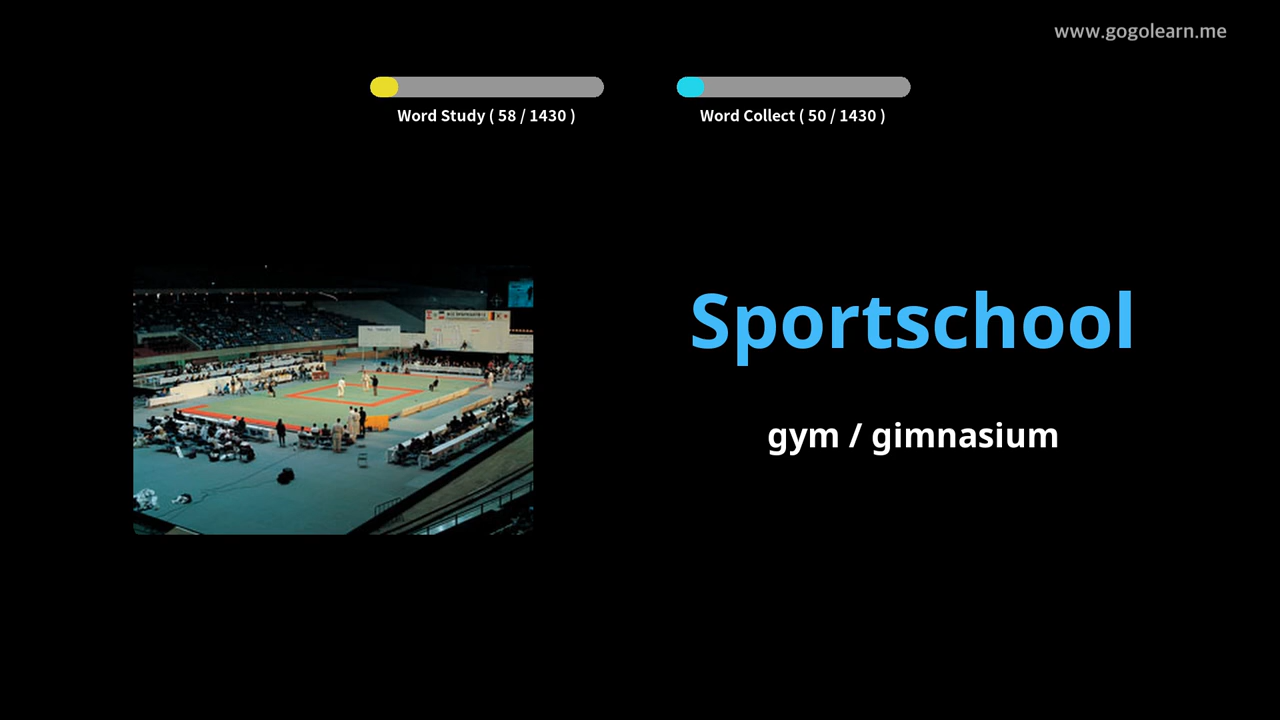 www.gogolearn.me
Word Study ( 58 / 1430 )
Word Collect ( 50 / 1430 )
Sportschool
gym / gimnasium